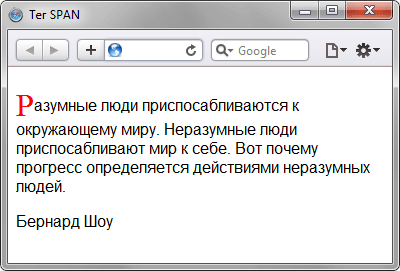 Тег SPAN
Google
Разумные люди приспосабливаются к
окружающему миру. Неразумные люди
приспосабливают мир к себе. Вот почему
прогресс определяется действиями неразумных
людей.
Бернард Шоу